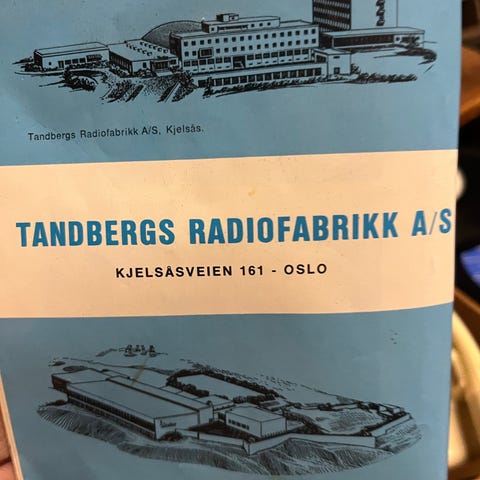 Tandbergs Radiofabrikk A/S, Kjelsås.
TANDBERGS RADIOFABRIKK A/S
KJELSÅSVEIEN 161 - OSLO